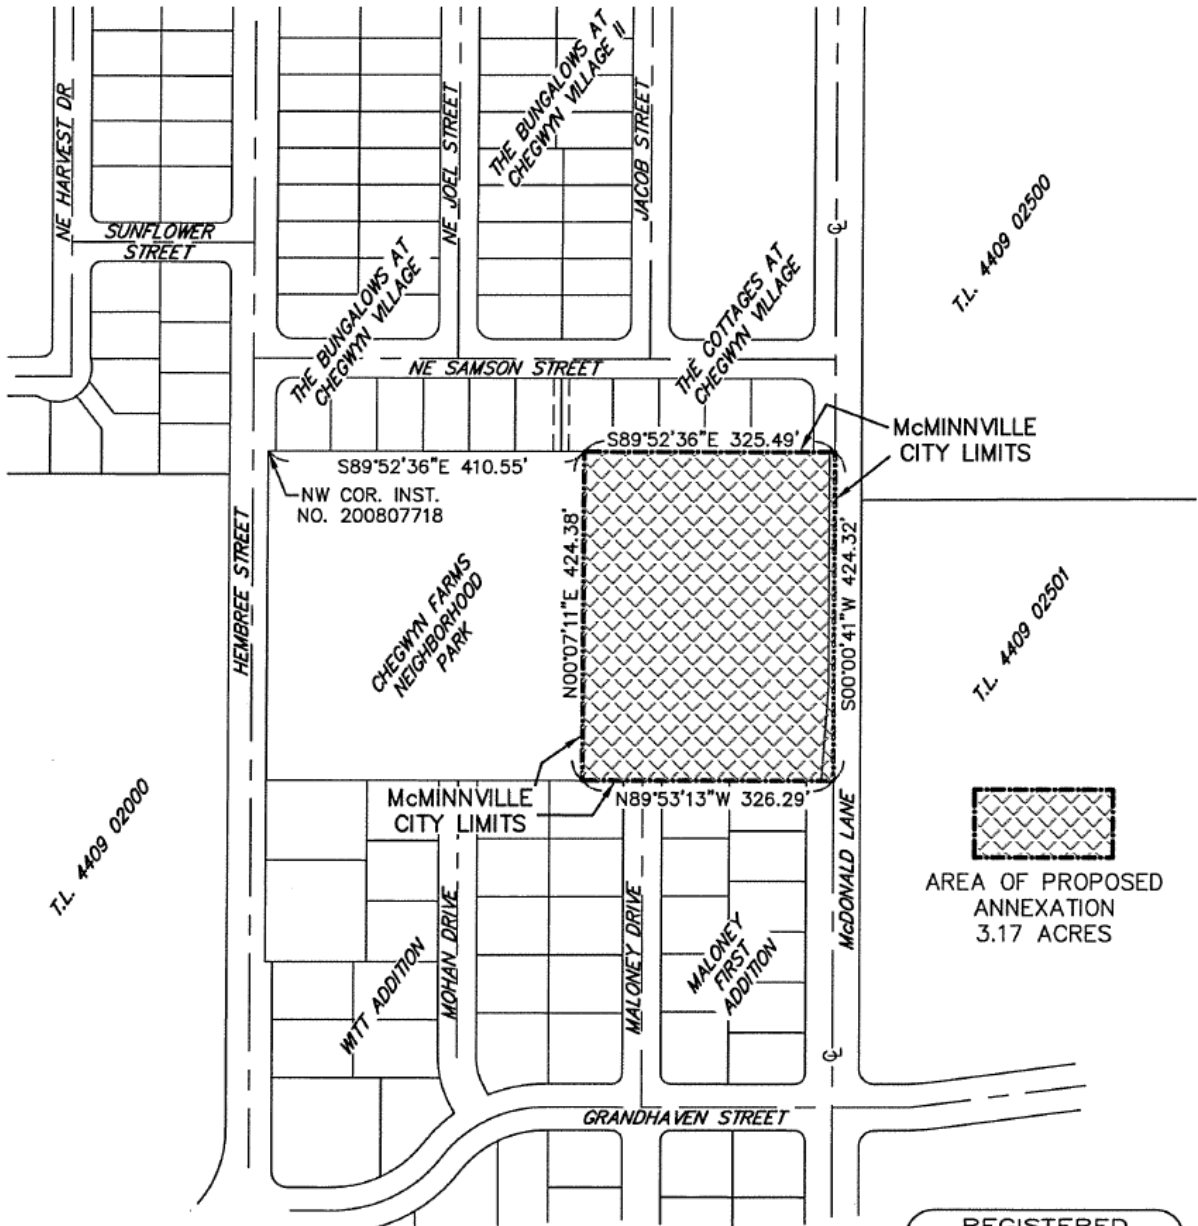 NE HARVEST DR
SUNFLOWER
STREET
NE JOEL STREET
THE BUNGALOWS AT
CHEGWYN VILLAGE II
JACOB STREET
℄
T.L. 4409 02500
THE BUNGALOWS AT
CHEGWYN VILLAGE
THE COTTAGES AT
CHEGWYN VILLAGE
NE SAMSON STREET
McMINNVILLE
CITY LIMITS
S89°52'36"E 325.49'
S89°52'36"E 410.55'
NW COR. INST.
NO. 200807718
HEMBREE STREET
CHEGWYN FARMS
NEIGHBORHOOD
PARK
N00°07'11"E 424.38'
S00°00'41"W 424.32'
T.L. 4409 02501
T.L. 4409 02000
McMINNVILLE
CITY LIMITS
N89°53'13"W 326.29'
McDONALD LANE
AREA OF PROPOSED
ANNEXATION
3.17 ACRES
WITT ADDITION
MOHAN DRIVE
MALONEY DRIVE
MALONEY
FIRST
ADDITION
℄
GRANDHAVEN STREET
REGISTERED